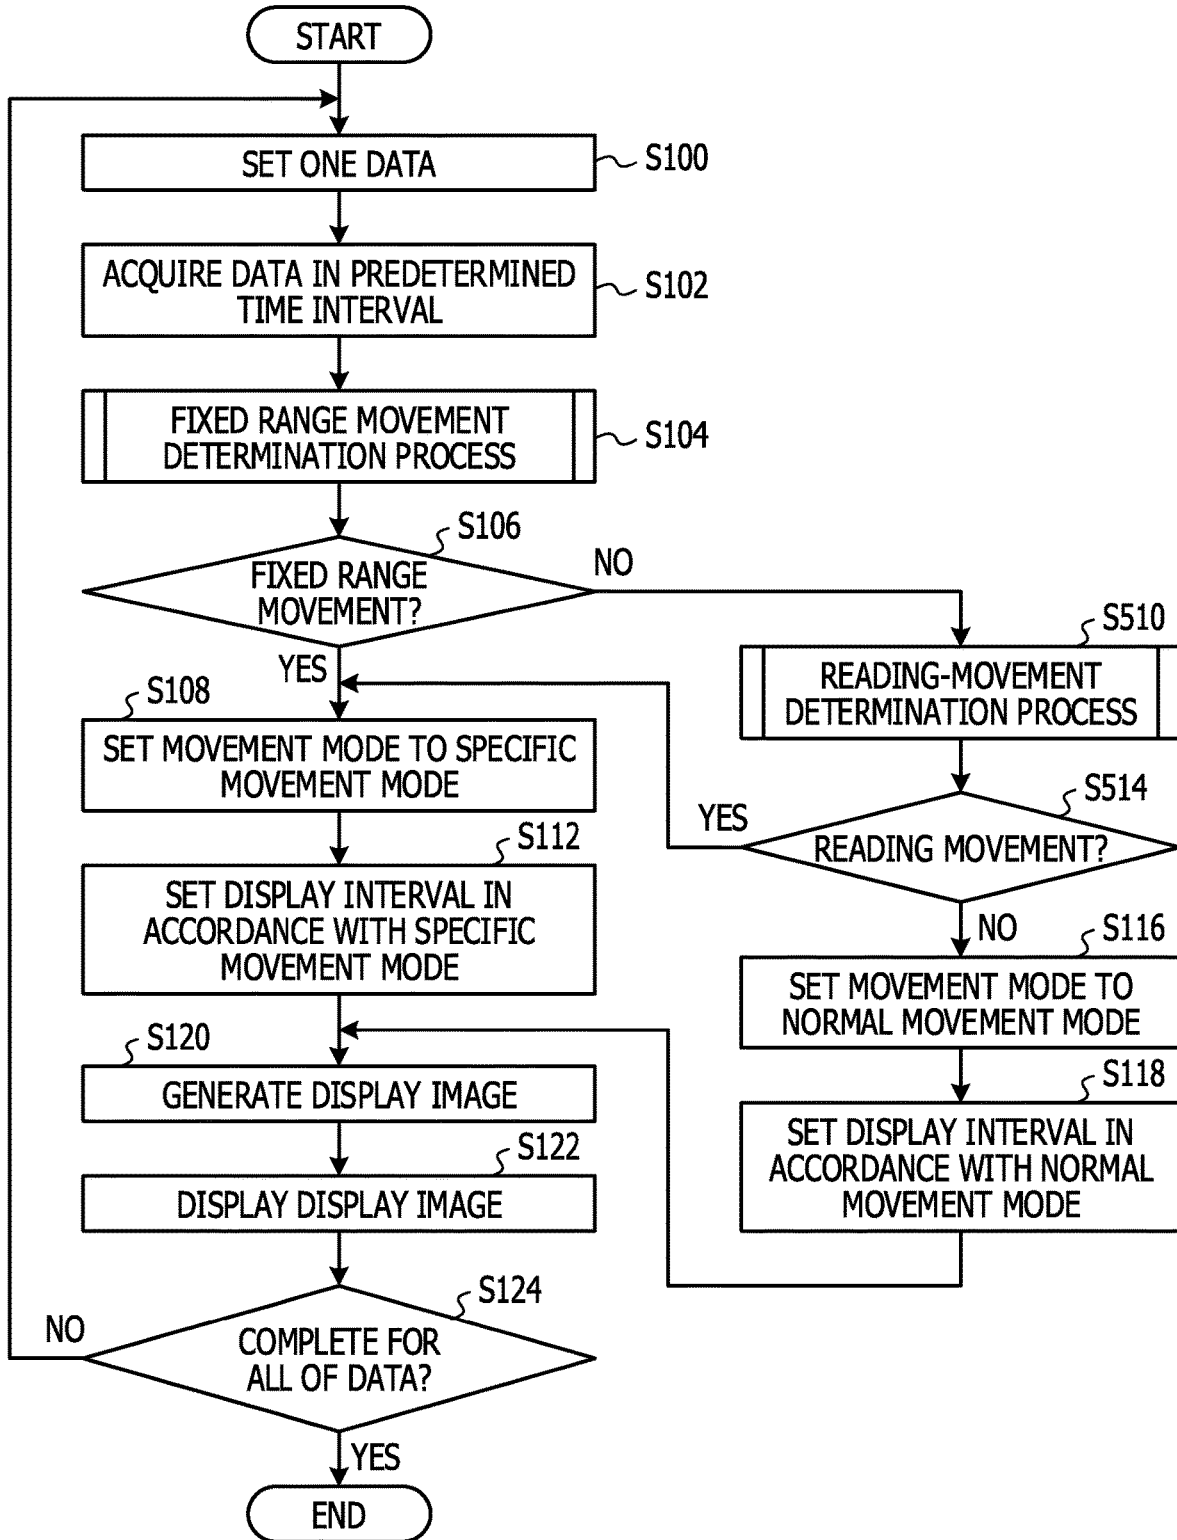 START
SET ONE DATA
S100
ACQUIRE DATA IN PREDETERMINED
TIME INTERVAL
S102
FIXED RANGE MOVEMENT
DETERMINATION PROCESS
S104
S106
FIXED RANGE
MOVEMENT?
NO
YES
S510
READING-MOVEMENT
DETERMINATION PROCESS
S108
SET MOVEMENT MODE TO SPECIFIC
MOVEMENT MODE
S514
READING MOVEMENT?
YES
NO
S112
SET DISPLAY INTERVAL IN
ACCORDANCE WITH SPECIFIC
MOVEMENT MODE
S116
SET MOVEMENT MODE TO
NORMAL MOVEMENT MODE
S118
SET DISPLAY INTERVAL IN
ACCORDANCE WITH NORMAL
MOVEMENT MODE
S120
GENERATE DISPLAY IMAGE
S122
DISPLAY DISPLAY IMAGE
S124
COMPLETE FOR
ALL OF DATA?
NO
YES
END